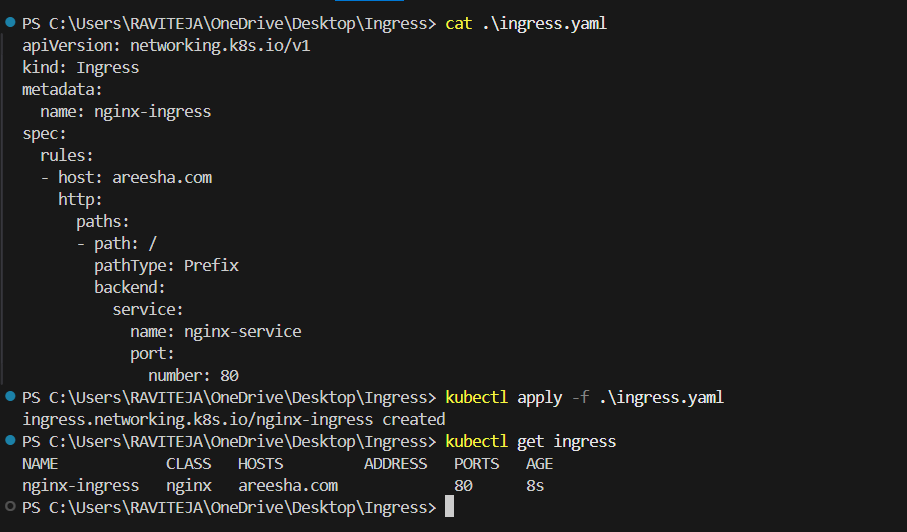 PS C:\Users\RAVITEJA\OneDrive\Desktop\Ingress> cat .\ingress.yaml
apiVersion: networking.k8s.io/v1
kind: Ingress
metadata:
  name: nginx-ingress
spec:
  rules:
  - host: areesha.com
    http:
      paths:
      - path: /
        pathType: Prefix
        backend:
          service:
            name: nginx-service
            port:
              number: 80
PS C:\Users\RAVITEJA\OneDrive\Desktop\Ingress> kubectl apply -f .\ingress.yaml
ingress.networking.k8s.io/nginx-ingress created
PS C:\Users\RAVITEJA\OneDrive\Desktop\Ingress> kubectl get ingress
NAME            CLASS   HOSTS         ADDRESS   PORTS   AGE
nginx-ingress   nginx   areesha.com             80      8s
PS C:\Users\RAVITEJA\OneDrive\Desktop\Ingress>